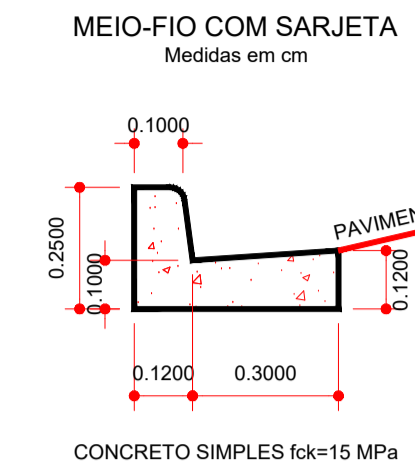 MEIO-FIO COM SARJETA
Medidas em cm
0.1000
PAVIMEN
0.2500
0.1000
0.1200
0.1200
0.3000
CONCRETO SIMPLES fck=15 MPa